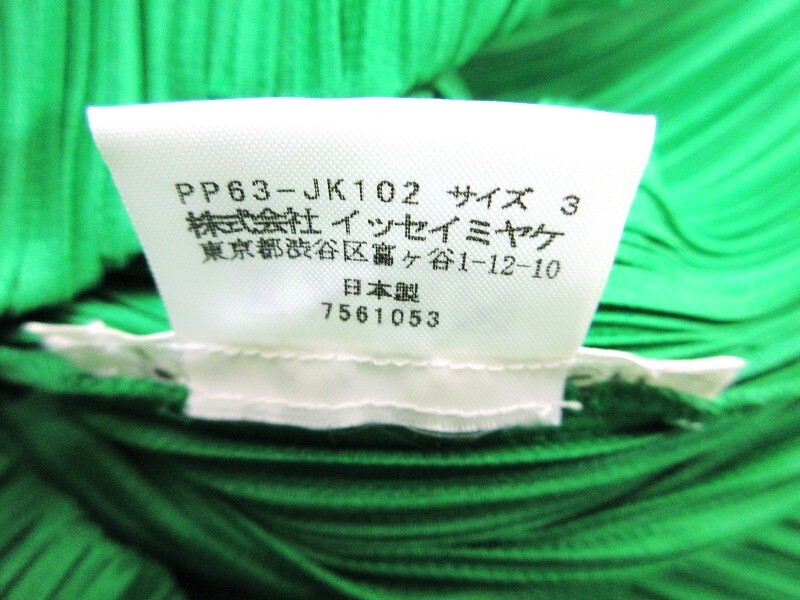 PP63-JK102 サイズ 3
株式会社 イッセイミヤケ
東京都渋谷区富ヶ谷1-12-10
日本製
7561053